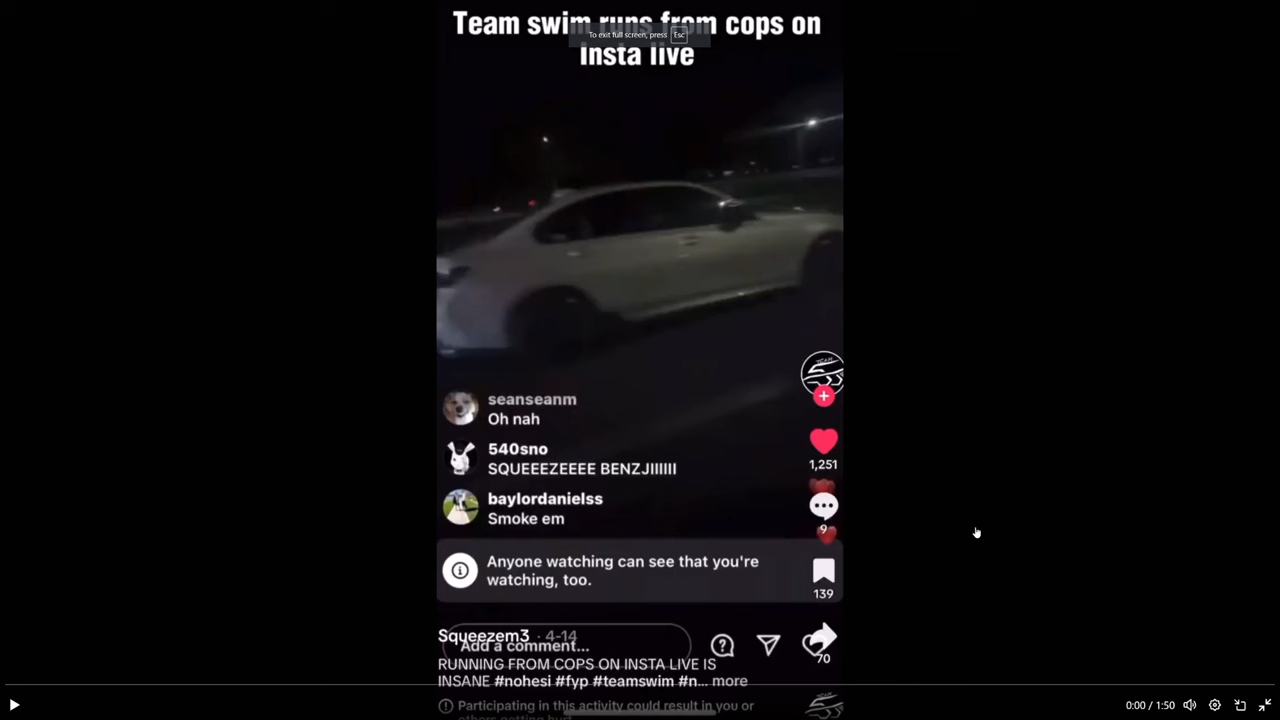 Team swim runs from cops on
Insta live
To exit full screen, press Esc
seanseanm
Oh nah
540sno
SQUEEEZEEEE BENZJIIIIII
baylordanielss
Smoke em
1,251
9
Anyone watching can see that you're
watching, too.
139
Squeezem3 · 4-14
Add a comment...
70
RUNNING FROM COPS ON INSTA LIVE IS
INSANE #nohesi #fyp #teamswim #n... more
Participating in this activity could result in you or
others getting hurt
0:00 / 1:50